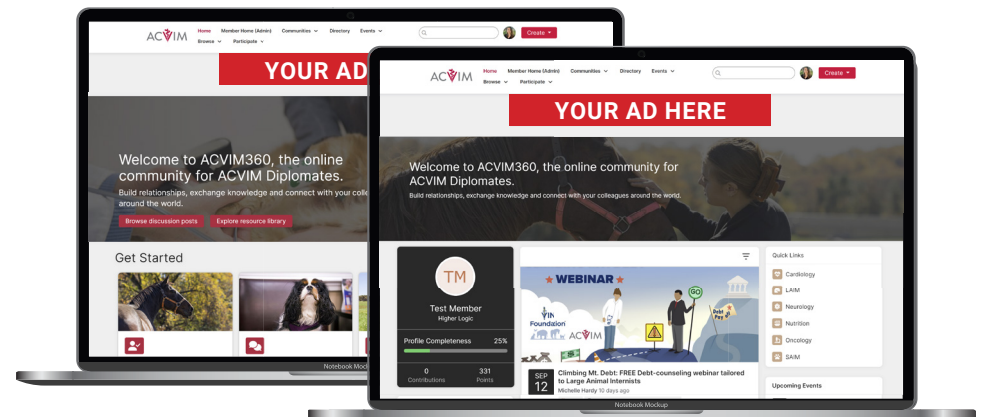 ACVIM
Home Member Home (Admin) Communities Directory Events
Browse Participate
Create
YOUR AD
Welcome to ACVIM360, the online
community for ACVIM Diplomates.
Build relationships, exchange knowledge and connect with your colle
around the world.
Browse discussion posts Explore resource library
Get Started
Notebook Mock
ACVIM
Home Member Home (Admin) Communities Directory Events
Browse Participate
Create
YOUR AD HERE
Welcome to ACVIM360, the online community for
ACVIM Diplomates.
Build relationships, exchange knowledge and connect with your colleagues around the world.
TM
Test Member
Higher Logic
Profile Completeness 25%
0 331
Contributions Points
WEBINAR
GO
Debt
Pay
VIN
Foundation
ACVIM
SEP
12
Climbing Mt. Debt: FREE Debt-counseling webinar tailored
to Large Animal Internists
Michelle Hardy 10 days ago
Quick Links
Cardiology
LAIM
Neurology
Nutrition
Oncology
SAIM
Upcoming Events
Notebook Mockup